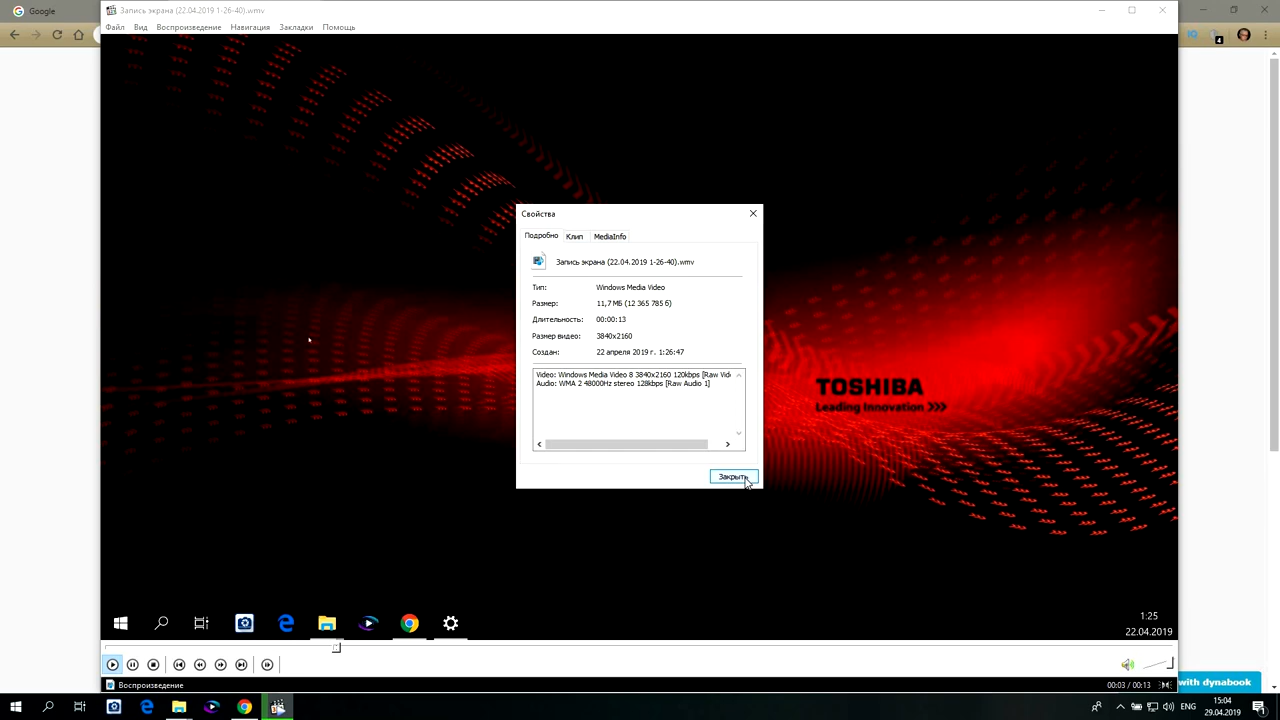 Google
Запись экрана (22.04.2019 1-26-40).wmv
Файл Вид Воспроизведение Навигация Закладки Помощь
4
Свойства
Подробно Клип MediaInfo
Запись экрана (22.04.2019 1-26-40).wmv
Тип: Windows Media Video
Размер: 11,7 МБ (12 365 785 б)
Длительность: 00:00:13
Размер видео: 3840x2160
Создан: 22 апреля 2019 г. 1:26:47
Video: Windows Media Video 8 3840x2160 120kbps [Raw Vid
Audio: WMA 2 48000Hz stereo 128kbps [Raw Audio 1]
Закрыть
TOSHIBA
Leading Innovation >>>
1:25
22.04.2019
with dynabook
Воспроизведение
00:03 / 00:13
ENG
15:04
29.04.2019
1